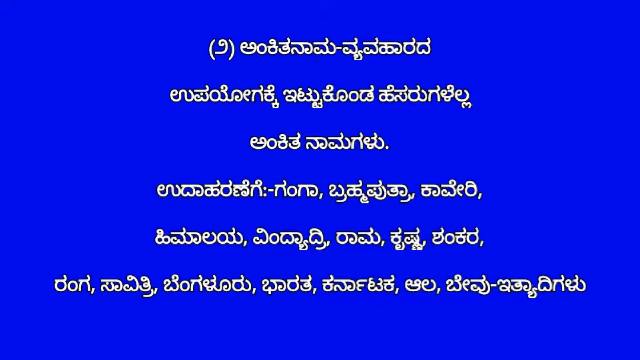 (೨) ಅಂಕಿತನಾಮ-ವ್ಯವಹಾರದ
ಉಪಯೋಗಕ್ಕೆ ಇಟ್ಟುಕೊಂಡ ಹೆಸರುಗಳೆಲ್ಲ
ಅಂಕಿತ ನಾಮಗಳು.
ಉದಾಹರಣೆಗೆ:-ಗಂಗಾ, ಬ್ರಹ್ಮಪುತ್ರಾ, ಕಾವೇರಿ,
ಹಿಮಾಲಯ, ವಿಂದ್ಯಾದ್ರಿ, ರಾಮ, ಕೃಷ್ಣ, ಶಂಕರ,
ರಂಗ, ಸಾವಿತ್ರಿ, ಬೆಂಗಳೂರು, ಭಾರತ, ಕರ್ನಾಟಕ, ಆಲ, ಬೇವು-ಇತ್ಯಾದಿಗಳು